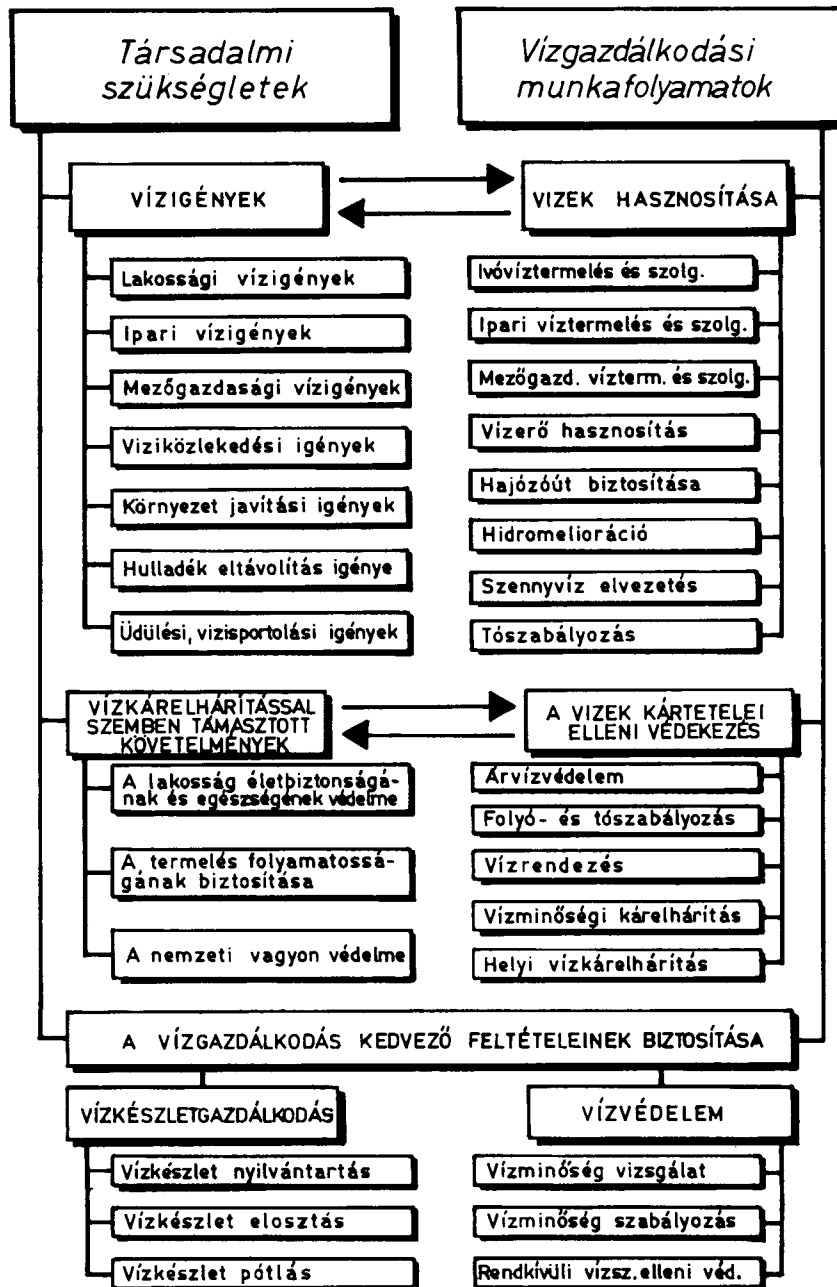 Társadalmi
szükségletek
Vízgazdálkodási
munkafolyamatok
VÍZIGÉNYEK
VIZEK HASZNOSÍTÁSA
Lakossági vízigények
Ipari vízigények
Mezőgazdasági vízigények
Viziközlekedési igények
Környezet javítási igények
Hulladék eltávolítás igénye
Üdülési, vizisportolási igények
Ivóvíztermelés és szolg.
Ipari víztermelés és szolg.
Mezőgazd. vízterm. és szolg.
Vízerő hasznosítás
Hajózóút biztosítása
Hidromelioráció
Szennyvíz elvezetés
Tószabályozás
VÍZKÁRELHÁRÍTÁSSAL
SZEMBEN TÁMASZTOTT
KÖVETELMÉNYEK
A VIZEK KÁRTETELEI
ELLENI VÉDEKEZÉS
A lakosság életbiztonságá-
nak és egészségének védelme
A termelés folyamatossá-
gának biztosítása
A nemzeti vagyon védelme
Árvízvédelem
Folyó- és tószabályozás
Vízrendezés
Vízminőségi kárelhárítás
Helyi vízkárelhárítás
A VÍZGAZDÁLKODÁS KEDVEZŐ FELTÉTELEINEK BIZTOSÍTÁSA
VÍZKÉSZLETGAZDÁLKODÁS
VÍZVÉDELEM
Vízkészlet nyilvántartás
Vízkészlet elosztás
Vízkészlet pótlás
Vízminőség vizsgálat
Vízminőség szabályozás
Rendkívüli vízsz. elleni véd.